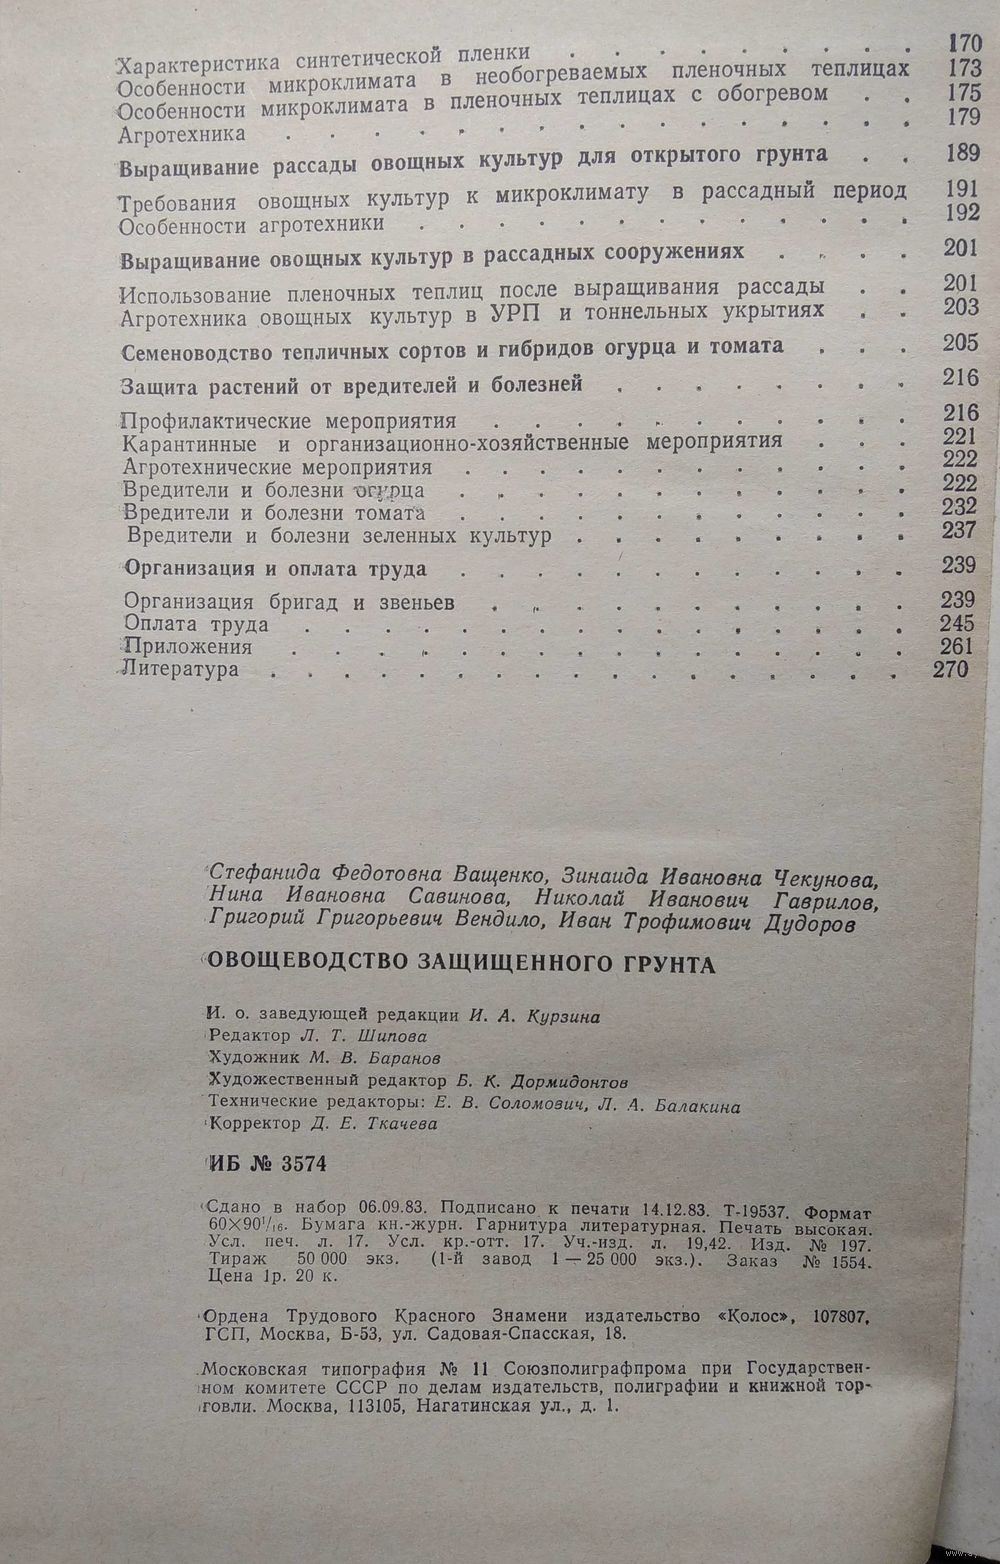 Характеристика синтетической пленки . . . . . . . . . 170
Особенности микроклимата в необогреваемых пленочных теплицах 173
Особенности микроклимата в пленочных теплицах с обогревом . . 175
Агротехника . . . . . . . . . . . . . . . 179
Выращивание рассады овощных культур для открытого грунта . . 189
Требования овощных культур к микроклимату в рассадный период 191
Особенности агротехники . . . . . . . . . . . . . 192
Выращивание овощных культур в рассадных сооружениях . . . . 201
Использование пленочных теплиц после выращивания рассады . . 201
Агротехника овощных культур в УРП и тоннельных укрытиях . . 203
Семеноводство тепличных сортов и гибридов огурца и томата . . . 205
Защита растений от вредителей и болезней . . . . . . . . 216
Профилактические мероприятия . . . . . . . . . . . 216
Карантинные и организационно-хозяйственные мероприятия . . . 221
Агротехнические мероприятия . . . . . . . . . . . . 222
Вредители и болезни огурца . . . . . . . . . . . . 222
Вредители и болезни томата . . . . . . . . . . . . 232
Вредители и болезни зеленных культур . . . . . . . . . 237
Организация и оплата труда . . . . . . . . . . . . 239
Организация бригад и звеньев . . . . . . . . . . . 239
Оплата труда . . . . . . . . . . . . . . . . 245
Приложения . . . . . . . . . . . . . . . 261
Литература . . . . . . . . . . . . . . . . . 270
Стефанида Федотовна Ващенко, Зинаида Ивановна Чекунова,
Нина Ивановна Савинова, Николай Иванович Гаврилов,
Григорий Григорьевич Вендило, Иван Трофимович Дудоров
ОВОЩЕВОДСТВО ЗАЩИЩЕННОГО ГРУНТА
И. о. заведующей редакции И. А. Курзина
Редактор Л. Т. Шипова
Художник М. В. Баранов
Художественный редактор Б. К. Дормидонтов
Технические редакторы: Е. В. Соломович, Л. А. Балакина
Корректор Д. Е. Ткачева
ИБ № 3574
Сдано в набор 06.09.83. Подписано к печати 14.12.83. Т-19537. Формат
60×90¹/₁₆. Бумага кн.-журн. Гарнитура литературная. Печать высокая.
Усл. печ. л. 17. Усл. кр.-отт. 17. Уч.-изд. л. 19,42. Изд. № 197.
Тираж 50 000 экз. (1-й завод 1 — 25 000 экз.). Заказ № 1554.
Цена 1р. 20 к.
Ордена Трудового Красного Знамени издательство «Колос», 107807,
ГСП, Москва, Б-53, ул. Садовая-Спасская, 18.
Московская типография № 11 Союзполиграфпрома при Государствен-
ном комитете СССР по делам издательств, полиграфии и книжной тор-
говли. Москва, 113105, Нагатинская ул., д. 1.